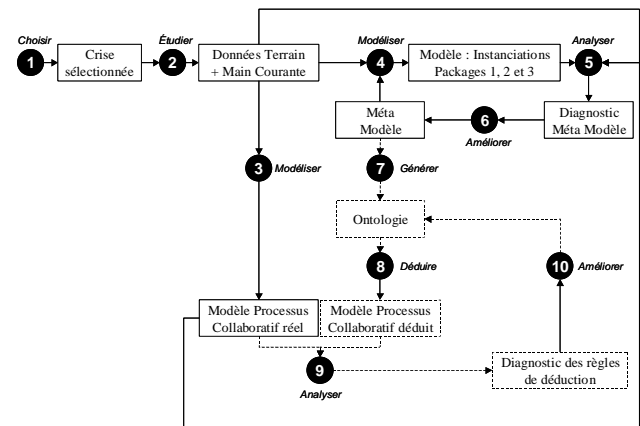 Choisir
Étudier
Modéliser
Analyser
1
Crise
sélectionnée
2
Données Terrain
+ Main Courante
4
Modèle : Instanciations
Packages 1, 2 et 3
5
Méta
Modèle
6
Améliorer
Diagnostic
Méta Modèle
3
Modéliser
7
Générer
Ontologie
8
Déduire
10
Améliorer
Modèle Processus
Collaboratif réel
Modèle Processus
Collaboratif déduit
9
Analyser
Diagnostic des règles
de déduction